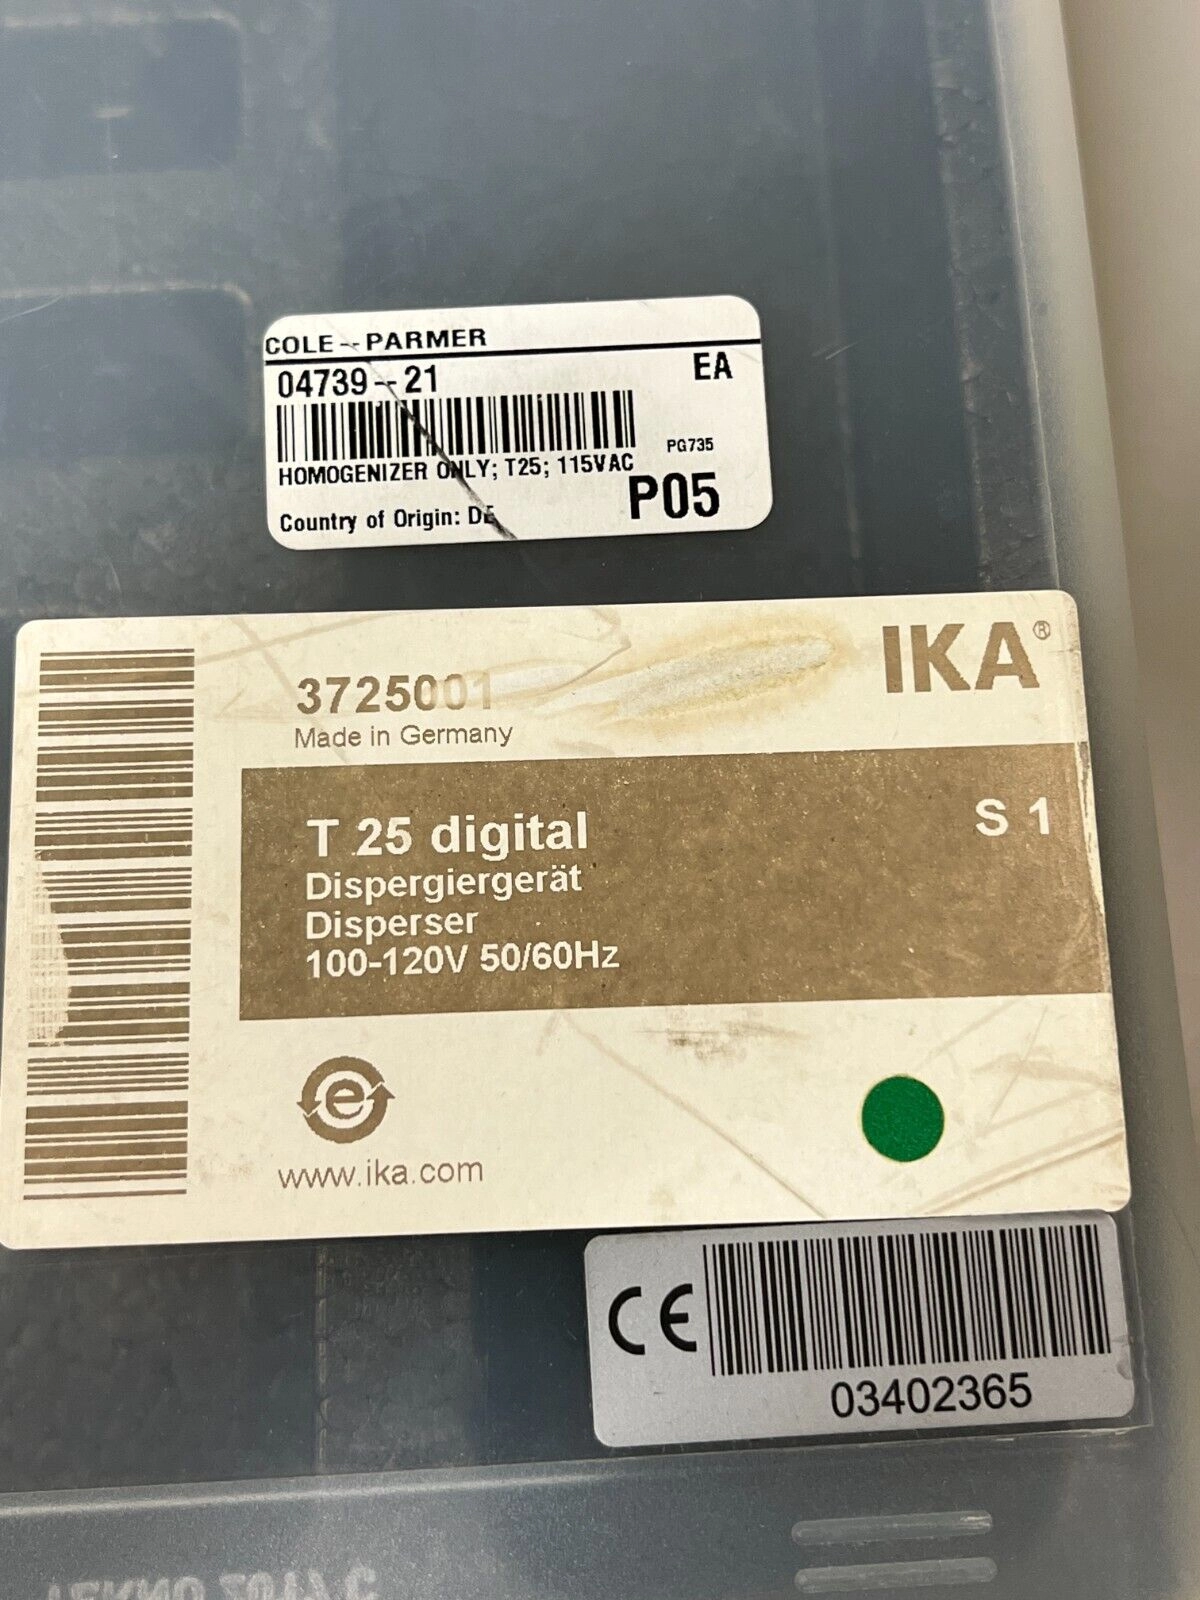 COLE--PARMER
04739--21
EA
PG735
HOMOGENIZER ONLY; T25; 115VAC
P05
Country of Origin: DE
IKA®
3725001
Made in Germany
T 25 digital
S 1
Dispergiergerät
Disperser
100-120V 50/60Hz
e
www.ika.com
CE
03402365